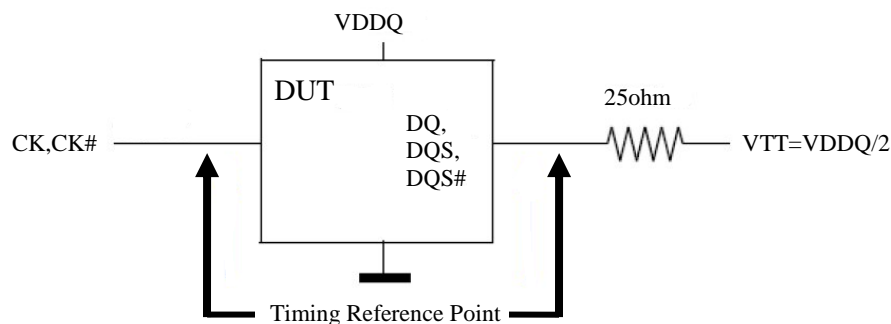 VDDQ
DUT
25ohm
CK,CK#
DQ,
DQS,
DQS#
VTT=VDDQ/2
Timing Reference Point